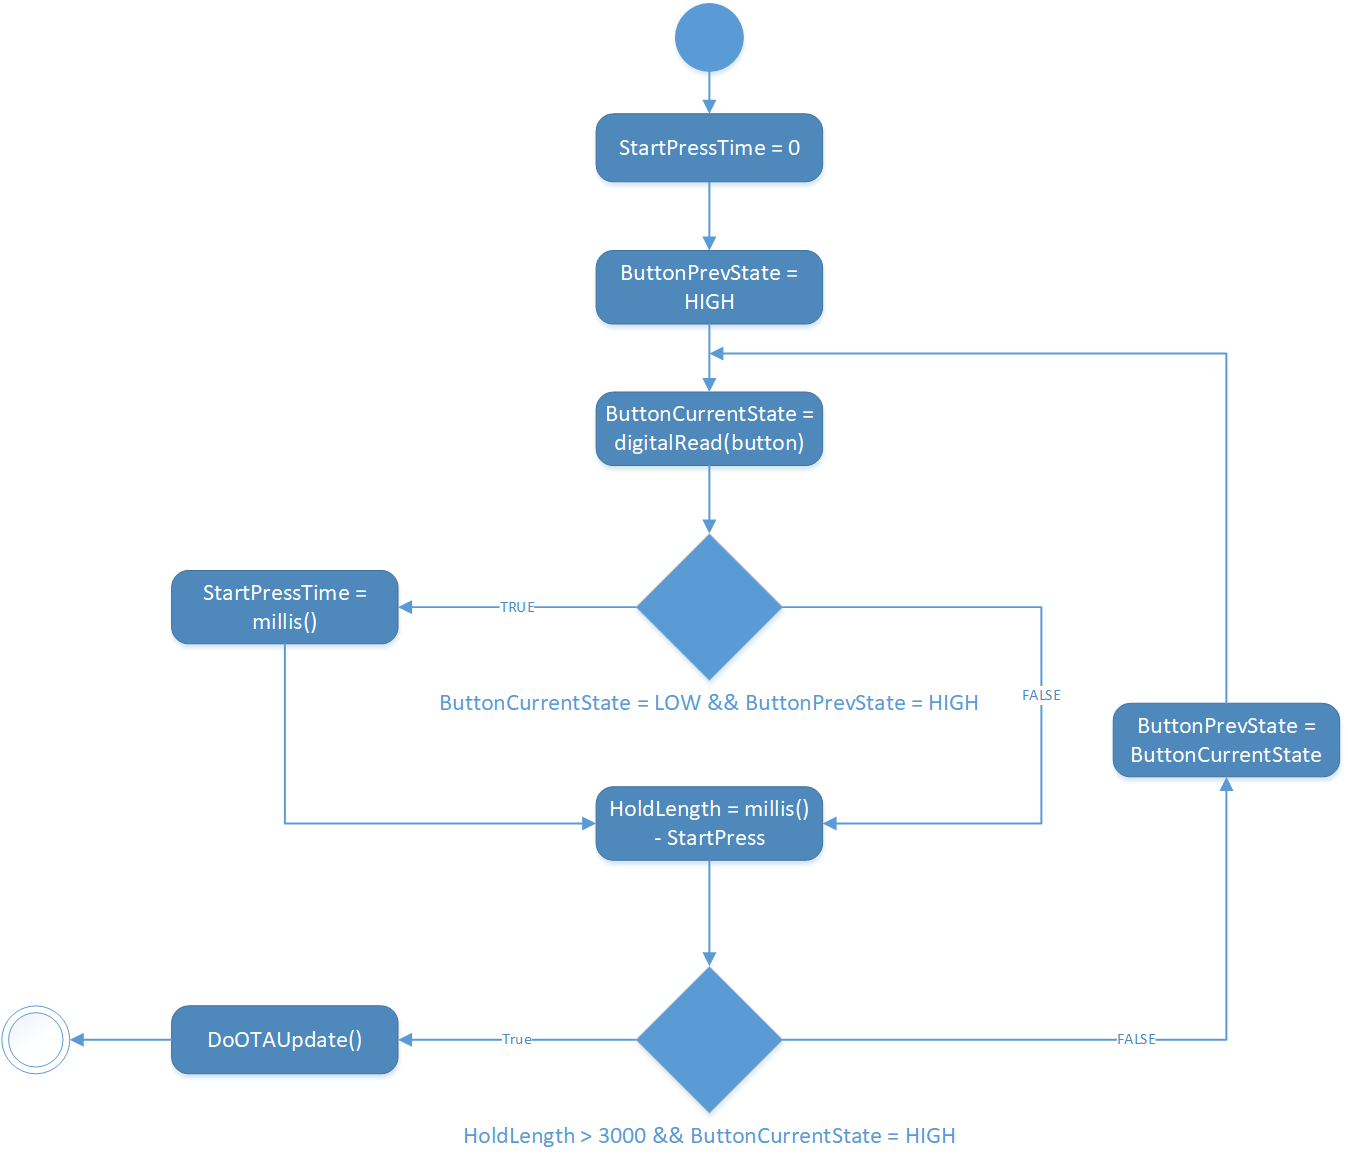 StartPressTime = 0
ButtonPrevState =
HIGH
ButtonCurrentState =
digitalRead(button)
StartPressTime =
millis()
TRUE
ButtonCurrentState = LOW && ButtonPrevState = HIGH
FALSE
ButtonPrevState =
ButtonCurrentState
HoldLength = millis()
- StartPress
DoOTAUpdate()
True
FALSE
HoldLength > 3000 && ButtonCurrentState = HIGH